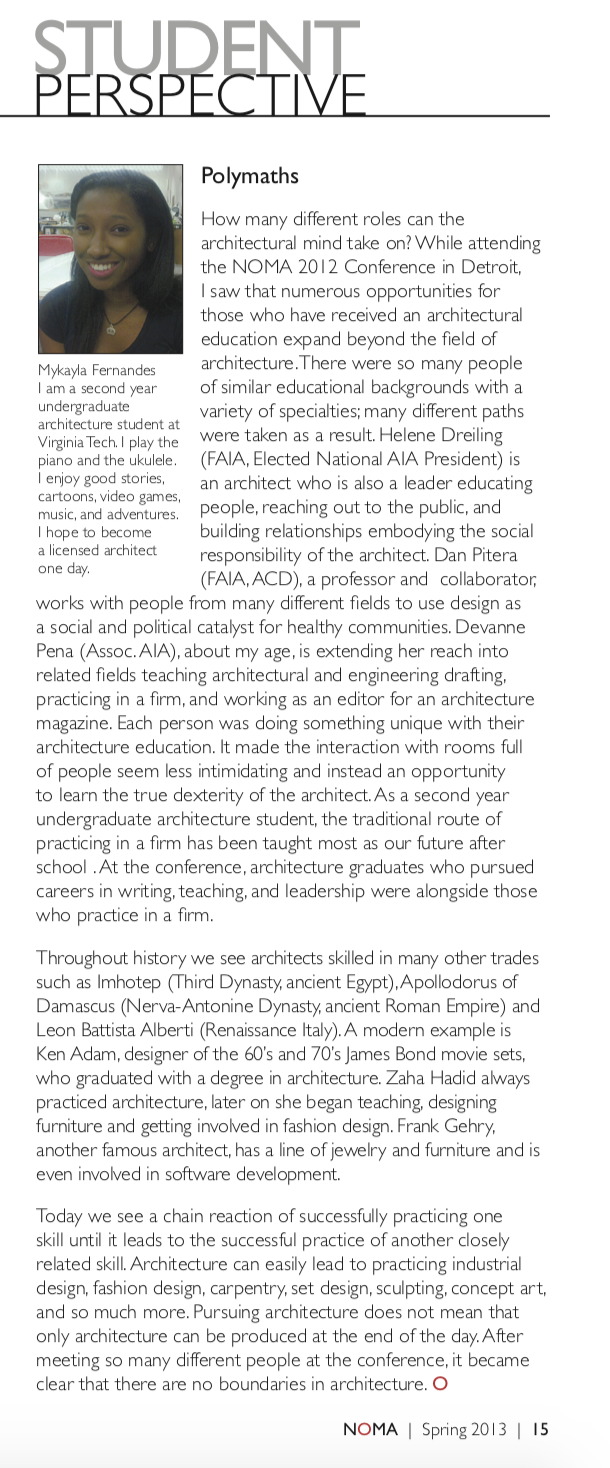 STUDENT
PERSPECTIVE
Mykayla Fernandes
I am a second year
undergraduate
architecture student at
Virginia Tech. I play the
piano and the ukulele.
I enjoy good stories,
cartoons, video games,
music, and adventures.
I hope to become
a licensed architect
one day.
Polymaths
How many different roles can the
architectural mind take on? While attending
the NOMA 2012 Conference in Detroit,
I saw that numerous opportunities for
those who have received an architectural
education expand beyond the field of
architecture. There were so many people
of similar educational backgrounds with a
variety of specialties; many different paths
were taken as a result. Helene Dreiling
(FAIA, Elected National AIA President) is
an architect who is also a leader educating
people, reaching out to the public, and
building relationships embodying the social
responsibility of the architect. Dan Pitera
(FAIA, ACD), a professor and collaborator,
works with people from many different fields to use design as
a social and political catalyst for healthy communities. Devanne
Pena (Assoc. AIA), about my age, is extending her reach into
related fields teaching architectural and engineering drafting,
practicing in a firm, and working as an editor for an architecture
magazine. Each person was doing something unique with their
architecture education. It made the interaction with rooms full
of people seem less intimidating and instead an opportunity
to learn the true dexterity of the architect. As a second year
undergraduate architecture student, the traditional route of
practicing in a firm has been taught most as our future after
school . At the conference, architecture graduates who pursued
careers in writing, teaching, and leadership were alongside those
who practice in a firm.
Throughout history we see architects skilled in many other trades
such as Imhotep (Third Dynasty, ancient Egypt), Apollodorus of
Damascus (Nerva-Antonine Dynasty, ancient Roman Empire) and
Leon Battista Alberti (Renaissance Italy). A modern example is
Ken Adam, designer of the 60's and 70's James Bond movie sets,
who graduated with a degree in architecture. Zaha Hadid always
practiced architecture, later on she began teaching, designing
furniture and getting involved in fashion design. Frank Gehry,
another famous architect, has a line of jewelry and furniture and is
even involved in software development.
Today we see a chain reaction of successfully practicing one
skill until it leads to the successful practice of another closely
related skill. Architecture can easily lead to practicing industrial
design, fashion design, carpentry, set design, sculpting, concept art,
and so much more. Pursuing architecture does not mean that
only architecture can be produced at the end of the day. After
meeting so many different people at the conference, it became
clear that there are no boundaries in architecture. O
NOMA | Spring 2013 | 15